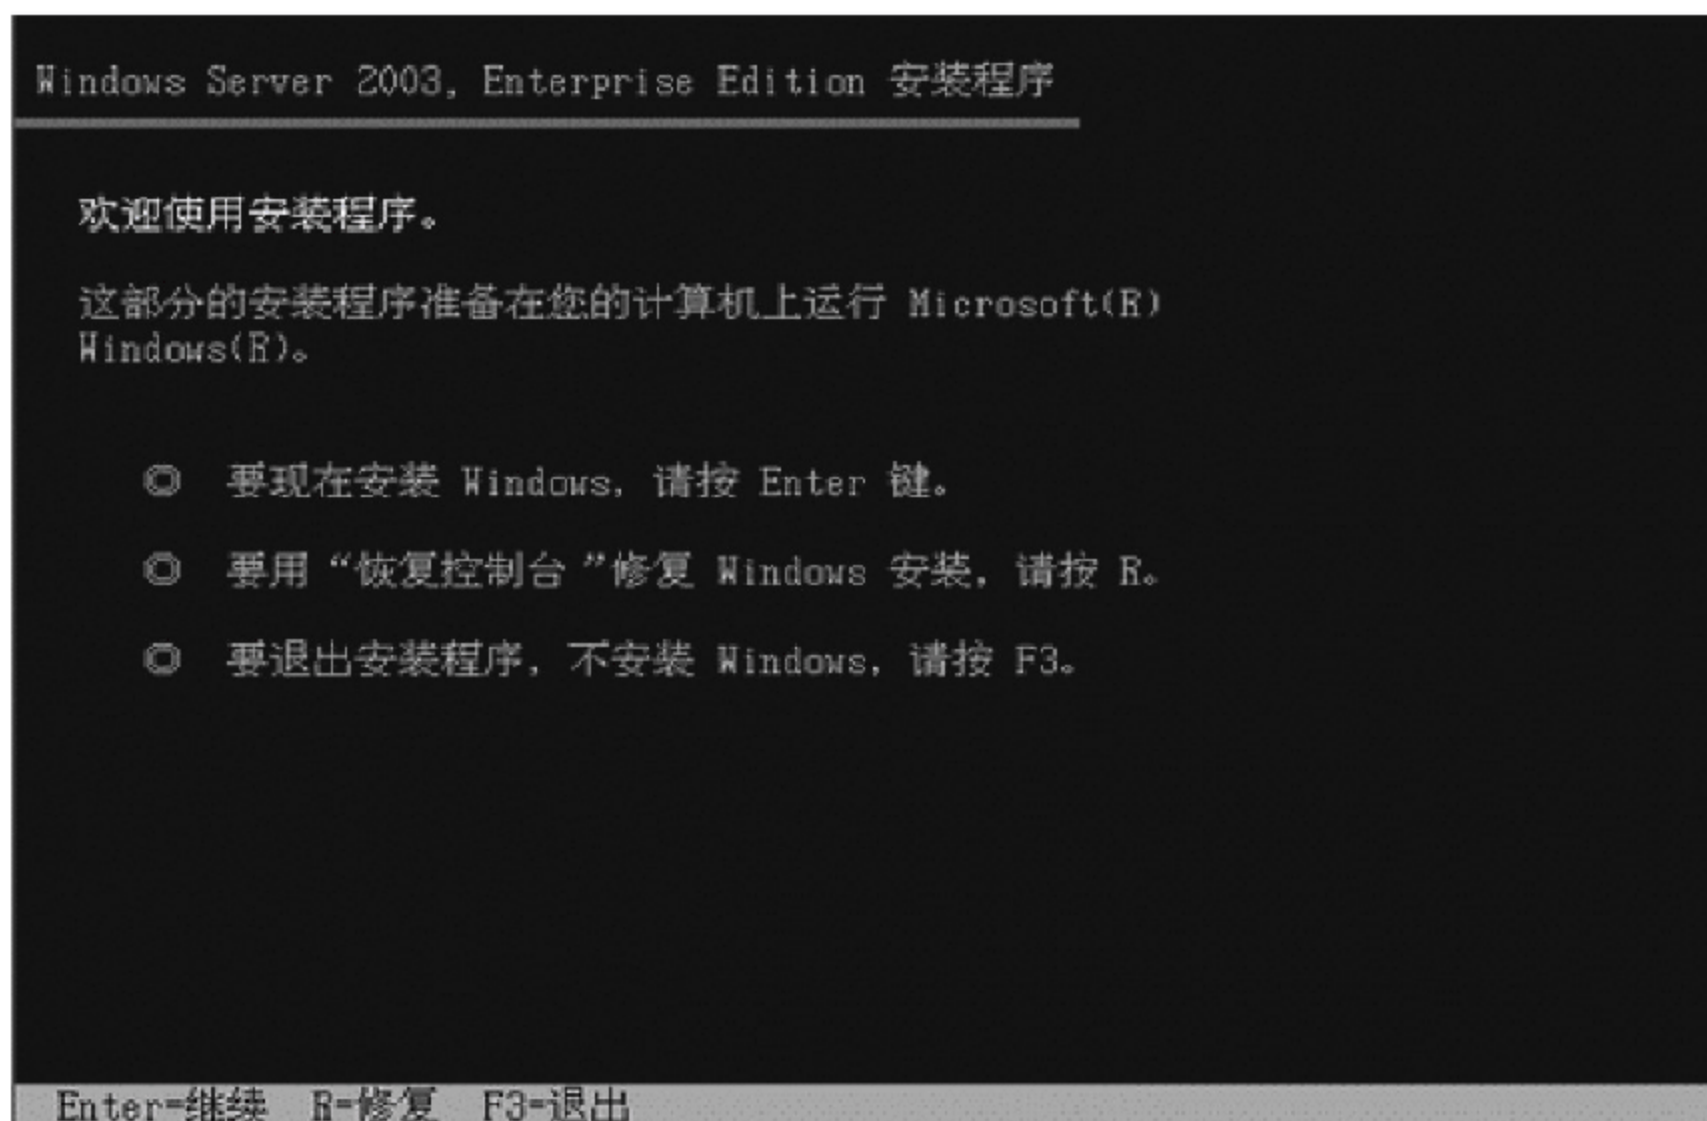 Windows Server 2003, Enterprise Edition 安装程序
欢迎使用安装程序。
这部分的安装程序准备在您的计算机上运行 Microsoft(R)
Windows(R)。
◎ 要现在安装 Windows, 请按 Enter 键。
◎ 要用“恢复控制台”修复 Windows 安装, 请按 R。
◎ 要退出安装程序, 不安装 Windows, 请按 F3。
Enter=继续 R=修复 F3=退出